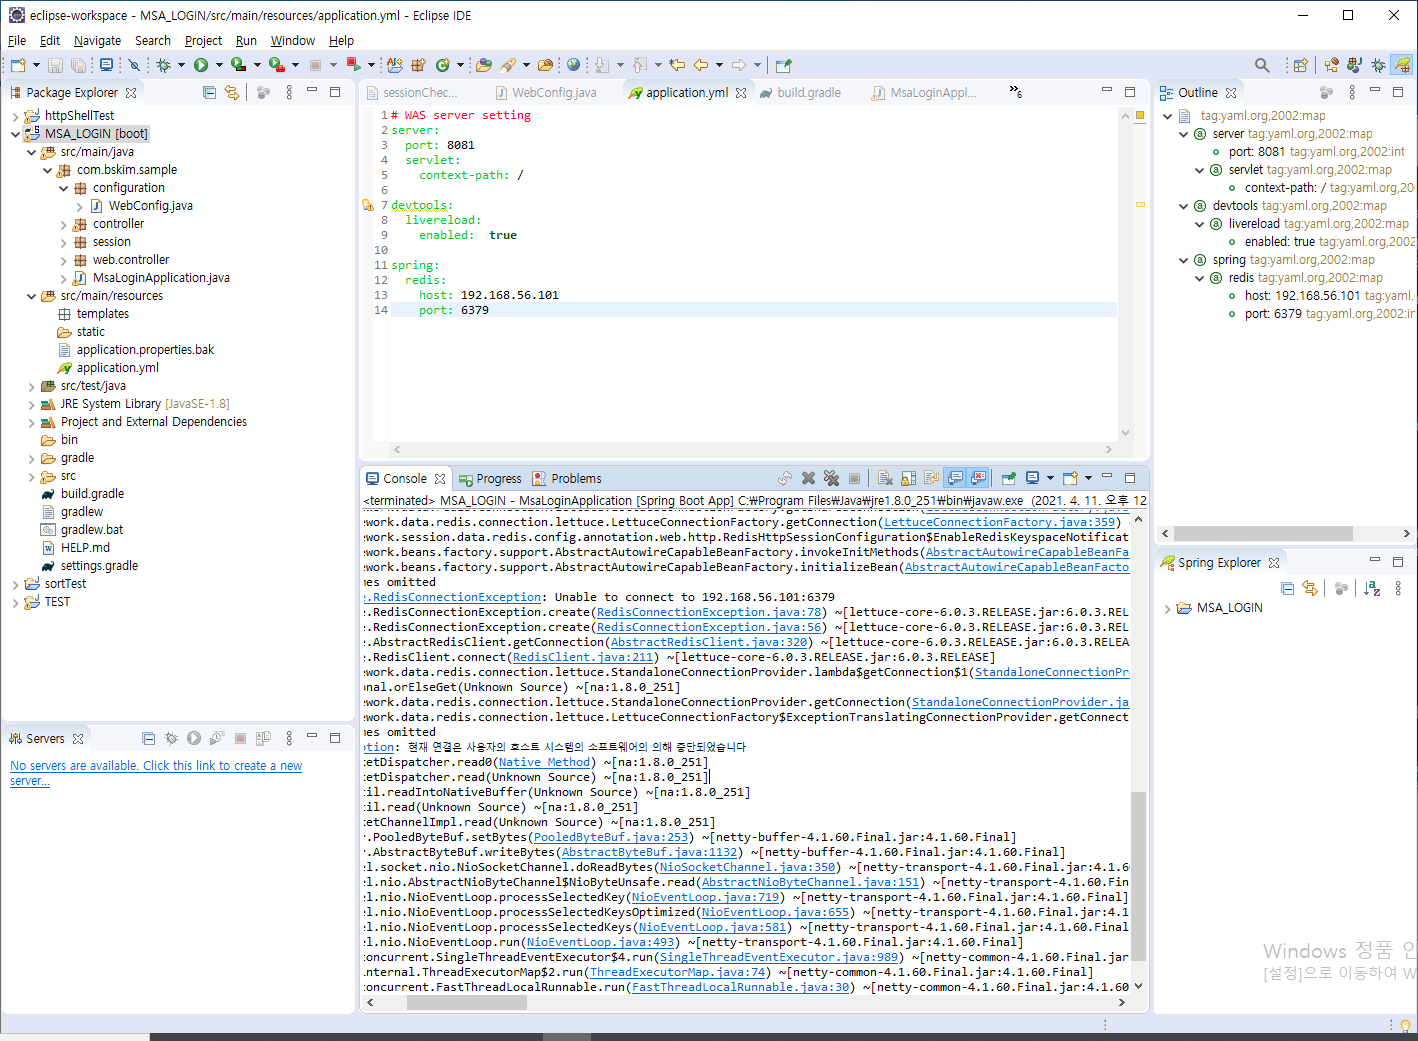 eclipse-workspace - MSA_LOGIN/src/main/resources/application.yml - Eclipse IDE
File Edit Navigate Search Project Run Window Help
Package Explorer
httpShellTest
MSA_LOGIN [boot]
src/main/java
com.bskim.sample
configuration
WebConfig.java
controller
session
web.controller
MsaLoginApplication.java
src/main/resources
templates
static
application.properties.bak
application.yml
src/test/java
JRE System Library [JavaSE-1.8]
Project and External Dependencies
bin
gradle
src
build.gradle
gradlew
gradlew.bat
HELP.md
settings.gradle
sortTest
TEST
Servers
No servers are available. Click this link to create a new
server...
sessionChec... WebConfig.java application.yml build.gradle MsaLoginAppl... »6
1 # WAS server setting
2 server:
3 port: 8081
4 servlet:
5 context-path: /
6
7 devtools:
8 livereload:
9 enabled: true
10
11 spring:
12 redis:
13 host: 192.168.56.101
14 port: 6379
Console Progress Problems
<terminated> MSA_LOGIN - MsaLoginApplication [Spring Boot App] C:₩Program Files₩Java₩jre1.8.0_251₩bin₩javaw.exe (2021. 4. 11. 오후 12
work.data.redis.connection.lettuce.LettuceConnectionFactory.getConnection(LettuceConnectionFactory.java:359) ~
work.session.data.redis.config.annotation.web.http.RedisHttpSessionConfiguration$EnableRedisKeyspaceNotificat
work.beans.factory.support.AbstractAutowireCapableBeanFactory.invokeInitMethods(AbstractAutowireCapableBeanFa
work.beans.factory.support.AbstractAutowireCapableBeanFactory.initializeBean(AbstractAutowireCapableBeanFacto
nes omitted
e.RedisConnectionException: Unable to connect to 192.168.56.101:6379
e.RedisConnectionException.create(RedisConnectionException.java:78) ~[lettuce-core-6.0.3.RELEASE.jar:6.0.3.REL
e.RedisConnectionException.create(RedisConnectionException.java:56) ~[lettuce-core-6.0.3.RELEASE.jar:6.0.3.REL
e.AbstractRedisClient.getConnection(AbstractRedisClient.java:320) ~[lettuce-core-6.0.3.RELEASE.jar:6.0.3.RELEA
e.RedisClient.connect(RedisClient.java:211) ~[lettuce-core-6.0.3.RELEASE.jar:6.0.3.RELEASE]
work.data.redis.connection.lettuce.StandaloneConnectionProvider.lambda$getConnection$1(StandaloneConnectionPro
onal.orElseGet(Unknown Source) ~[na:1.8.0_251]
work.data.redis.connection.lettuce.StandaloneConnectionProvider.getConnection(StandaloneConnectionProvider.ja
work.data.redis.connection.lettuce.LettuceConnectionFactory$ExceptionTranslatingConnectionProvider.getConnect
nes omitted
ption: 현재 연결은 사용자의 호스트 시스템의 소프트웨어의 의해 중단되었습니다
ketDispatcher.read0(Native Method) ~[na:1.8.0_251]
ketDispatcher.read(Unknown Source) ~[na:1.8.0_251]
til.readIntoNativeBuffer(Unknown Source) ~[na:1.8.0_251]
til.read(Unknown Source) ~[na:1.8.0_251]
ketChannelImpl.read(Unknown Source) ~[na:1.8.0_251]
r.PooledByteBuf.setBytes(PooledByteBuf.java:253) ~[netty-buffer-4.1.60.Final.jar:4.1.60.Final]
r.AbstractByteBuf.writeBytes(AbstractByteBuf.java:1132) ~[netty-buffer-4.1.60.Final.jar:4.1.60.Final]
el.socket.nio.NioSocketChannel.doReadBytes(NioSocketChannel.java:350) ~[netty-transport-4.1.60.Final.jar:4.1.6
el.nio.AbstractNioByteChannel$NioByteUnsafe.read(AbstractNioByteChannel.java:151) ~[netty-transport-4.1.60.Fin
el.nio.NioEventLoop.processSelectedKey(NioEventLoop.java:719) ~[netty-transport-4.1.60.Final.jar:4.1.60.Final]
el.nio.NioEventLoop.processSelectedKeysOptimized(NioEventLoop.java:655) ~[netty-transport-4.1.60.Final.jar:4.1
el.nio.NioEventLoop.processSelectedKeys(NioEventLoop.java:581) ~[netty-transport-4.1.60.Final.jar:4.1.60.Final
el.nio.NioEventLoop.run(NioEventLoop.java:493) ~[netty-transport-4.1.60.Final.jar:4.1.60.Final]
concurrent.SingleThreadEventExecutor$4.run(SingleThreadEventExecutor.java:989) ~[netty-common-4.1.60.Final.jar
nternal.ThreadExecutorMap$2.run(ThreadExecutorMap.java:74) ~[netty-common-4.1.60.Final.jar:4.1.60.Final]
concurrent.FastThreadLocalRunnable.run(FastThreadLocalRunnable.java:30) ~[netty-common-4.1.60.Final.jar:4.1.60
Outline
tag:yaml.org,2002:map
server tag:yaml.org,2002:map
port: 8081 tag:yaml.org,2002:int
servlet tag:yaml.org,2002:map
context-path: / tag:yaml.org,20
devtools tag:yaml.org,2002:map
livereload tag:yaml.org,2002:map
enabled: true tag:yaml.org,2002
spring tag:yaml.org,2002:map
redis tag:yaml.org,2002:map
host: 192.168.56.101 tag:yaml.
port: 6379 tag:yaml.org,2002:in
Spring Explorer
MSA_LOGIN
Windows 정품 인
[설정]으로 이동하여 W